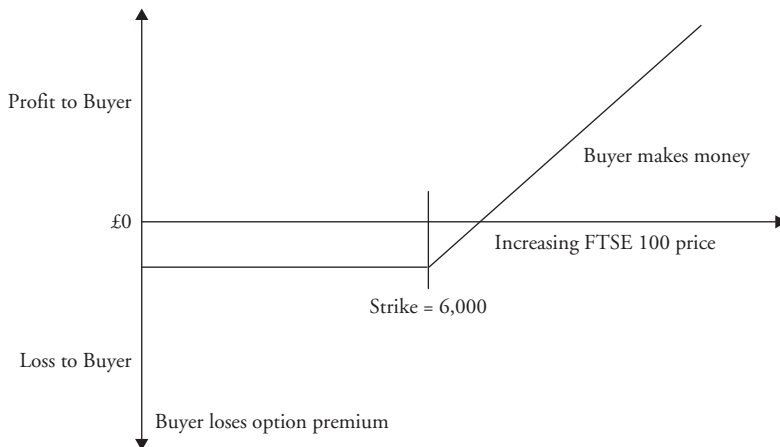 Profit to Buyer
Buyer makes money
£0
Increasing FTSE 100 price
Strike = 6,000
Loss to Buyer
Buyer loses option premium